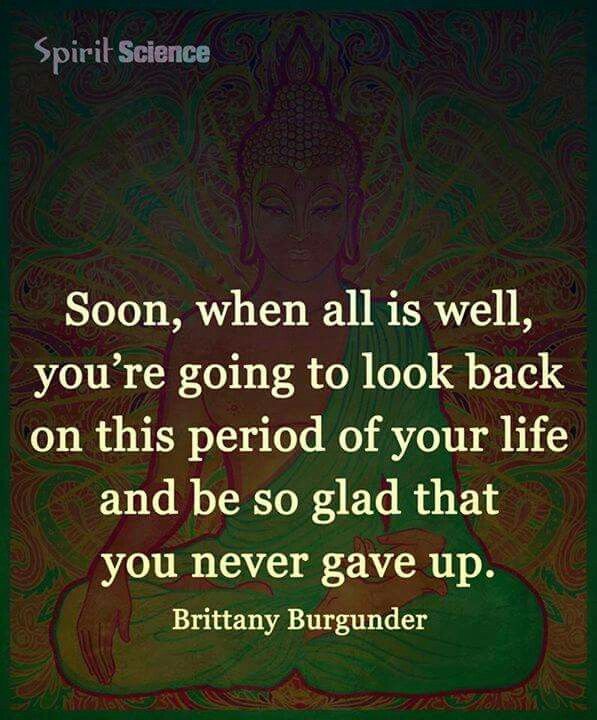 Spirit Science
Soon, when all is well,
you’re going to look back
on this period of your life
and be so glad that
you never gave up.
Brittany Burgunder